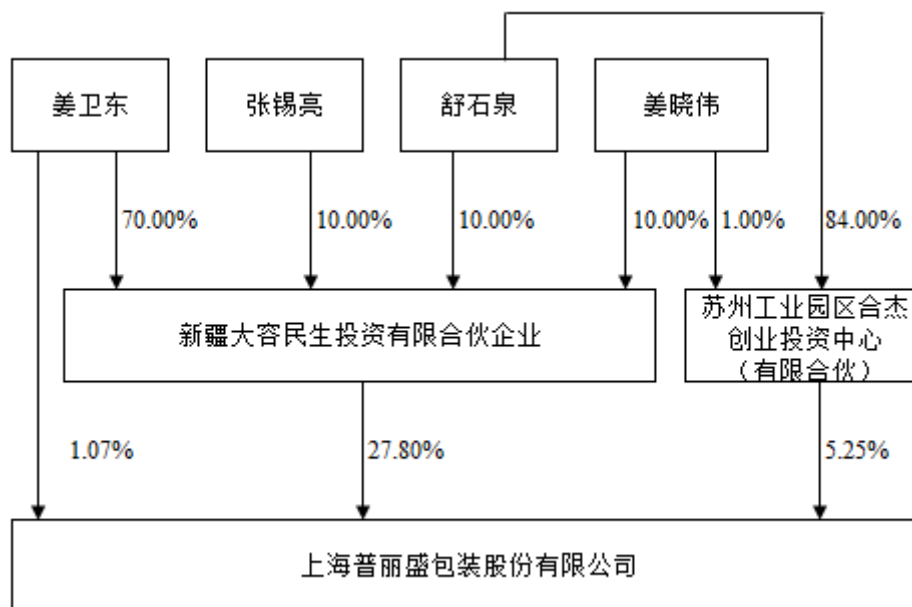 姜卫东
张锡亮
舒石泉
姜晓伟
70.00%
10.00%
10.00%
10.00%
1.00%
84.00%
新疆大容民生投资有限合伙企业
苏州工业园区合杰
创业投资中心
（有限合伙）
1.07%
27.80%
5.25%
上海普丽盛包装股份有限公司